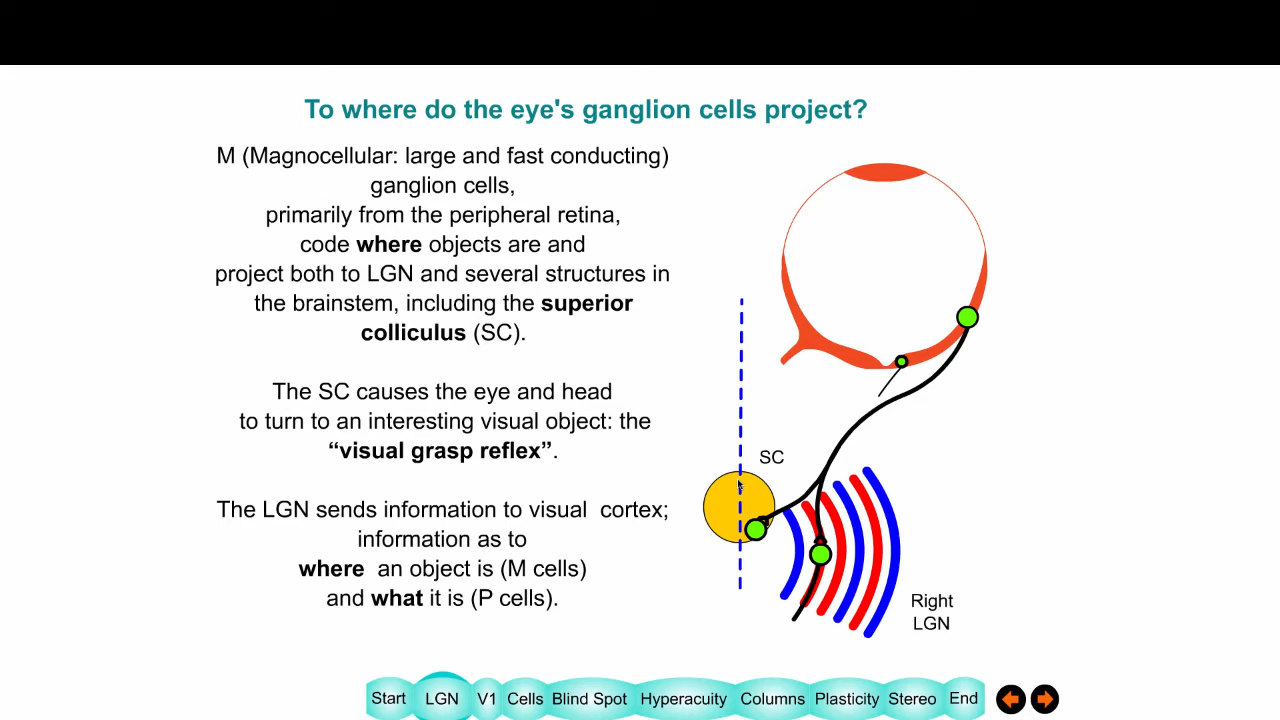 To where do the eye's ganglion cells project?
M (Magnocellular: large and fast conducting)
ganglion cells,
primarily from the peripheral retina,
code where objects are and
project both to LGN and several structures in
the brainstem, including the superior
colliculus (SC).
The SC causes the eye and head
to turn to an interesting visual object: the
“visual grasp reflex”.
The LGN sends information to visual cortex;
information as to
where an object is (M cells)
and what it is (P cells).
SC
Right
LGN
Start LGN V1 Cells Blind Spot Hyperacuity Columns Plasticity Stereo End